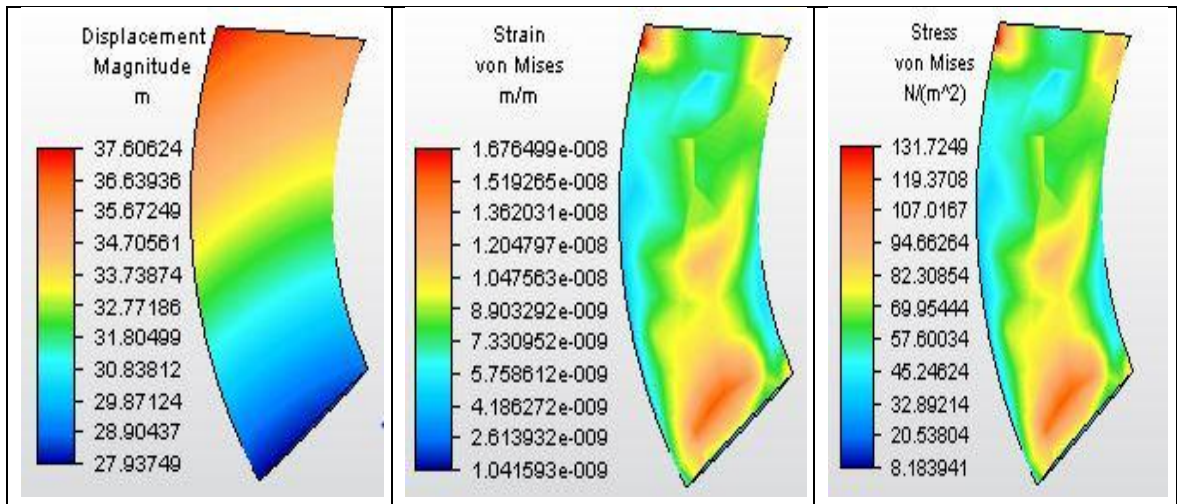 Displacement
Magnitude
m
37.60624
36.63936
35.67249
34.70561
33.73874
32.77186
31.80499
30.83812
29.87124
28.90437
27.93749
Strain
von Mises
m/m
1.676499e-008
1.519265e-008
1.362031e-008
1.204797e-008
1.047563e-008
8.903292e-009
7.330952e-009
5.758612e-009
4.186272e-009
2.613932e-009
1.041593e-009
Stress
von Mises
N/(m^2)
131.7249
119.3708
107.0167
94.66264
82.30854
69.95444
57.60034
45.24624
32.89214
20.53804
8.183941